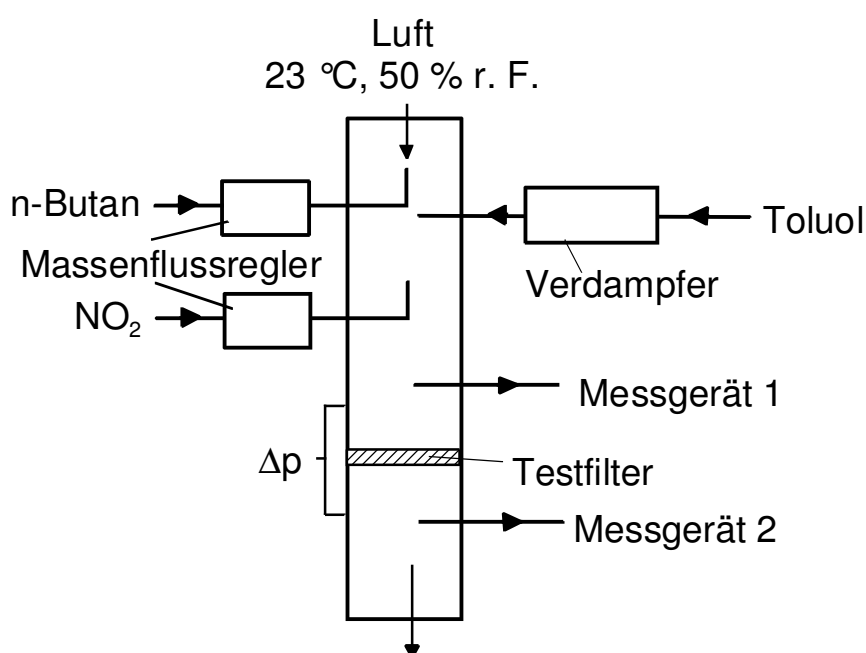 Luft
23 °C, 50 % r. F.
n-Butan
Toluol
Massenflussregler
Verdampfer
NO₂
Messgerät 1
Δp
Testfilter
Messgerät 2